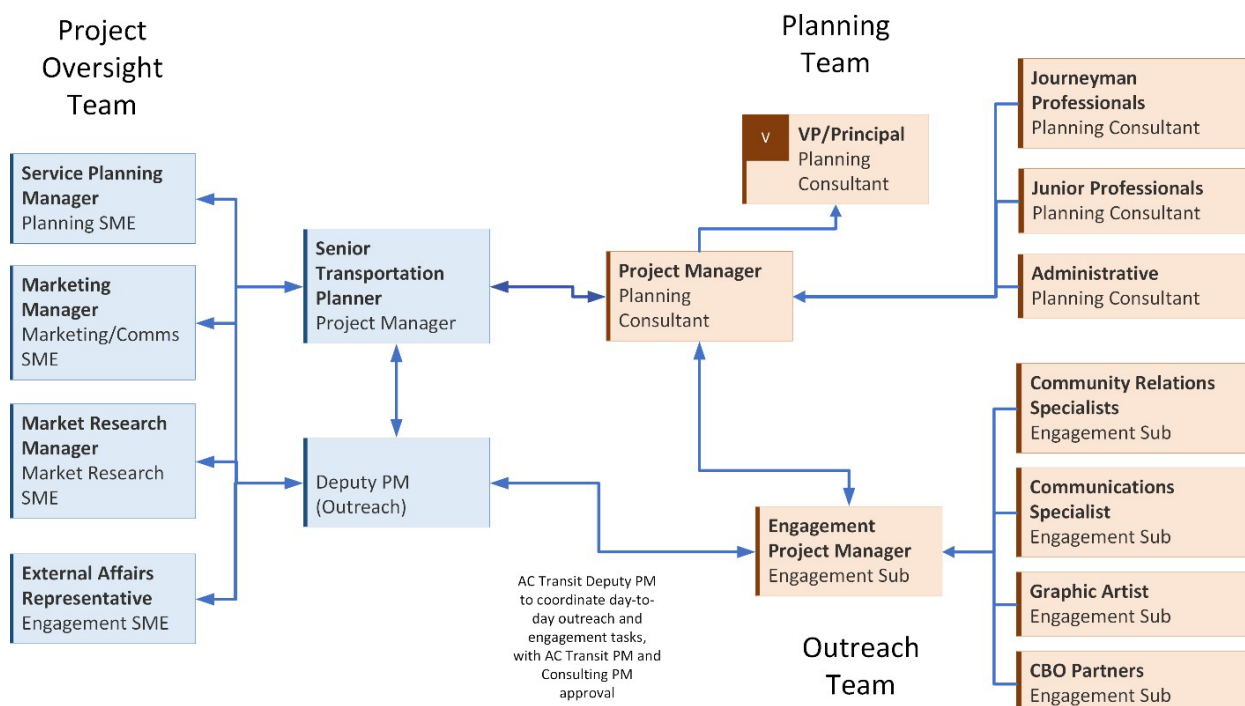 Project
Oversight
Team
Service Planning
Manager
Planning SME
Marketing
Manager
Marketing/Comms
SME
Market Research
Manager
Market Research
SME
External Affairs
Representative
Engagement SME
Senior
Transportation
Planner
Project Manager
Deputy PM
(Outreach)
AC Transit Deputy PM
to coordinate day-to-
day outreach and
engagement tasks,
with AC Transit PM and
Consulting PM
approval
Planning
Team
V
VP/Principal
Planning
Consultant
Project Manager
Planning
Consultant
Journeyman
Professionals
Planning Consultant
Junior Professionals
Planning Consultant
Administrative
Planning Consultant
Engagement
Project Manager
Engagement Sub
Outreach
Team
Community Relations
Specialists
Engagement Sub
Communications
Specialist
Engagement Sub
Graphic Artist
Engagement Sub
CBO Partners
Engagement Sub